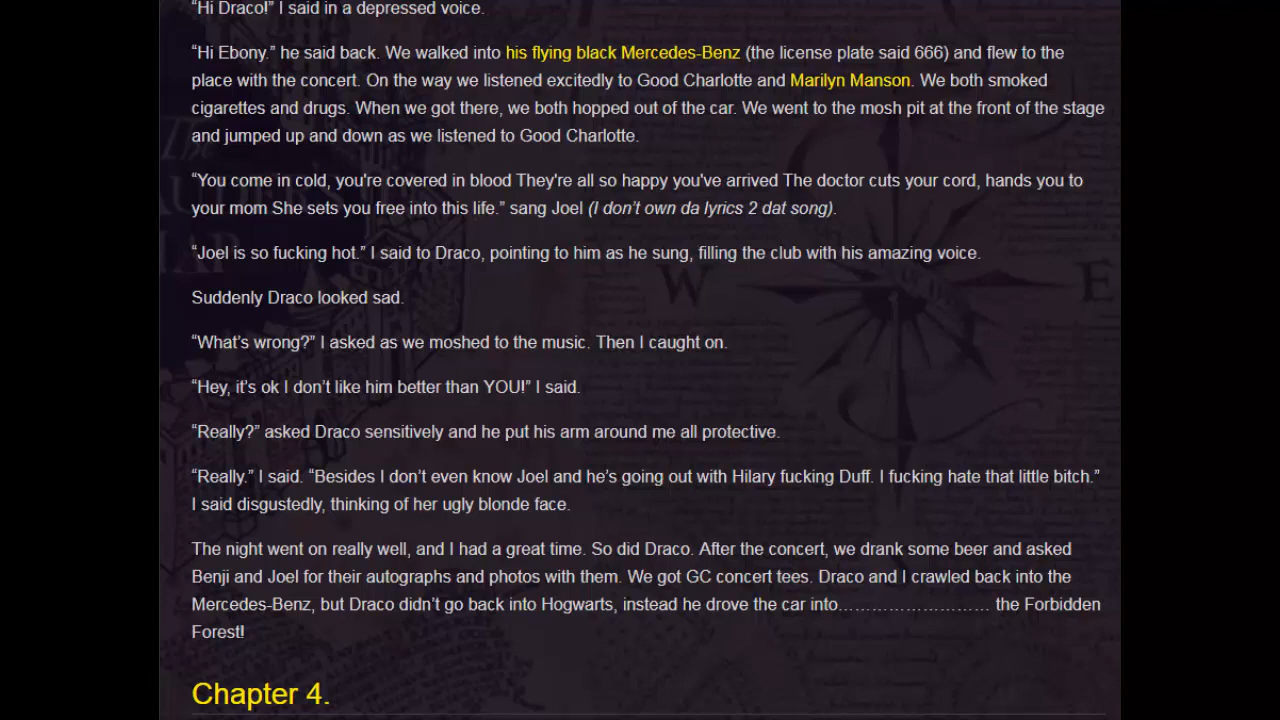 “Hi Draco!” I said in a depressed voice.
“Hi Ebony.” he said back. We walked into his flying black Mercedes-Benz (the license plate said 666) and flew to the
place with the concert. On the way we listened excitedly to Good Charlotte and Marilyn Manson. We both smoked
cigarettes and drugs. When we got there, we both hopped out of the car. We went to the mosh pit at the front of the stage
and jumped up and down as we listened to Good Charlotte.
“You come in cold, you're covered in blood They're all so happy you've arrived The doctor cuts your cord, hands you to
your mom She sets you free into this life.” sang Joel (I don’t own da lyrics 2 dat song).
“Joel is so fucking hot.” I said to Draco, pointing to him as he sung, filling the club with his amazing voice.
Suddenly Draco looked sad.
“What’s wrong?” I asked as we moshed to the music. Then I caught on.
“Hey, it’s ok I don’t like him better than YOU!” I said.
“Really?” asked Draco sensitively and he put his arm around me all protective.
“Really.” I said. “Besides I don’t even know Joel and he’s going out with Hilary fucking Duff. I fucking hate that little bitch.”
I said disgustedly, thinking of her ugly blonde face.
The night went on really well, and I had a great time. So did Draco. After the concert, we drank some beer and asked
Benji and Joel for their autographs and photos with them. We got GC concert tees. Draco and I crawled back into the
Mercedes-Benz, but Draco didn’t go back into Hogwarts, instead he drove the car into……………………… the Forbidden
Forest!
Chapter 4.
The
W
E